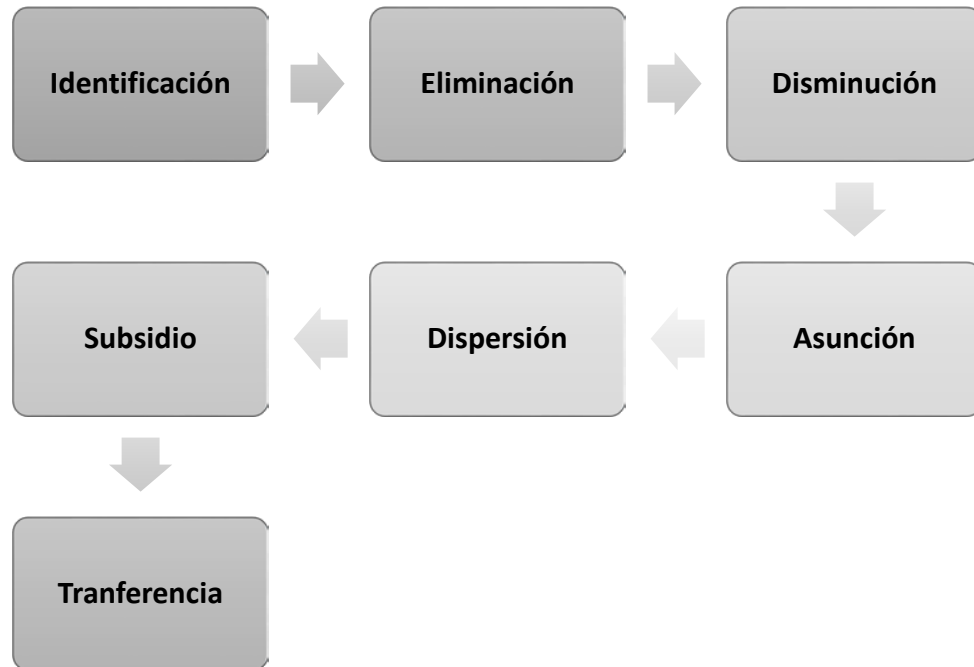 Identificación
Eliminación
Disminución
Asunción
Dispersión
Subsidio
Tranferencia